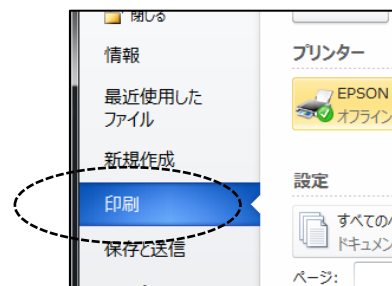 閉じる
情報
最近使用した
ファイル
新規作成
印刷
保存と送信
プリンター
EPSON
オフライン
設定
すべての
ドキュメン
ページ: